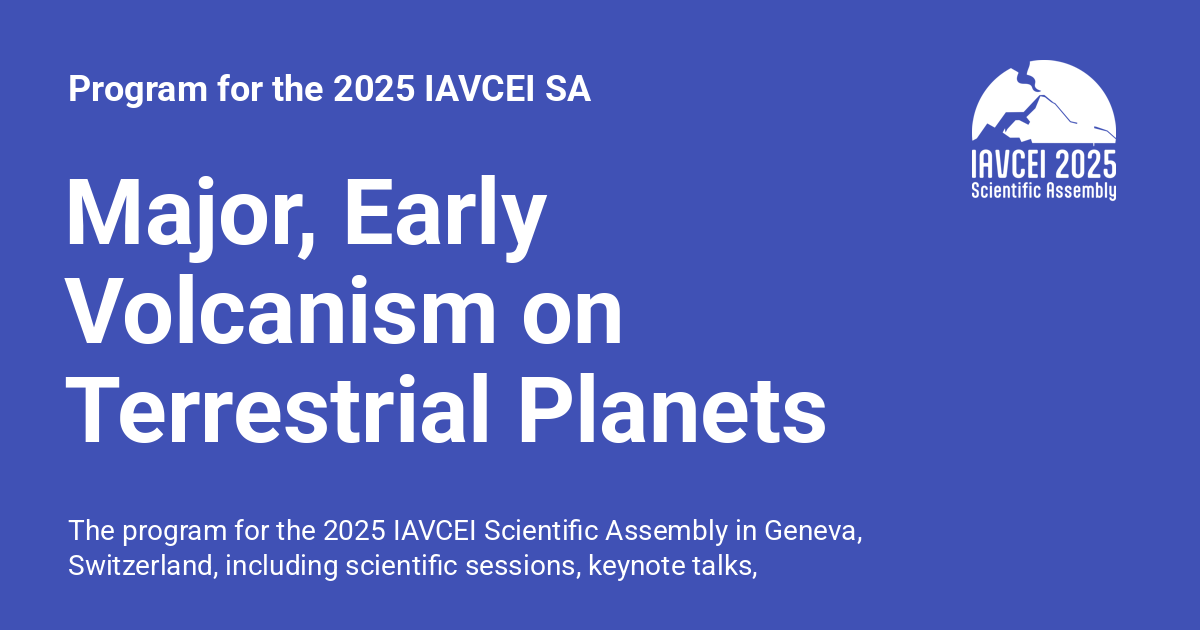 Program for the 2025 IAVCEI SA
IAVCEI 2025
Scientific Assembly
Major, Early
Volcanism on
Terrestrial Planets
The program for the 2025 IAVCEI Scientific Assembly in Geneva,
Switzerland, including scientific sessions, keynote talks,